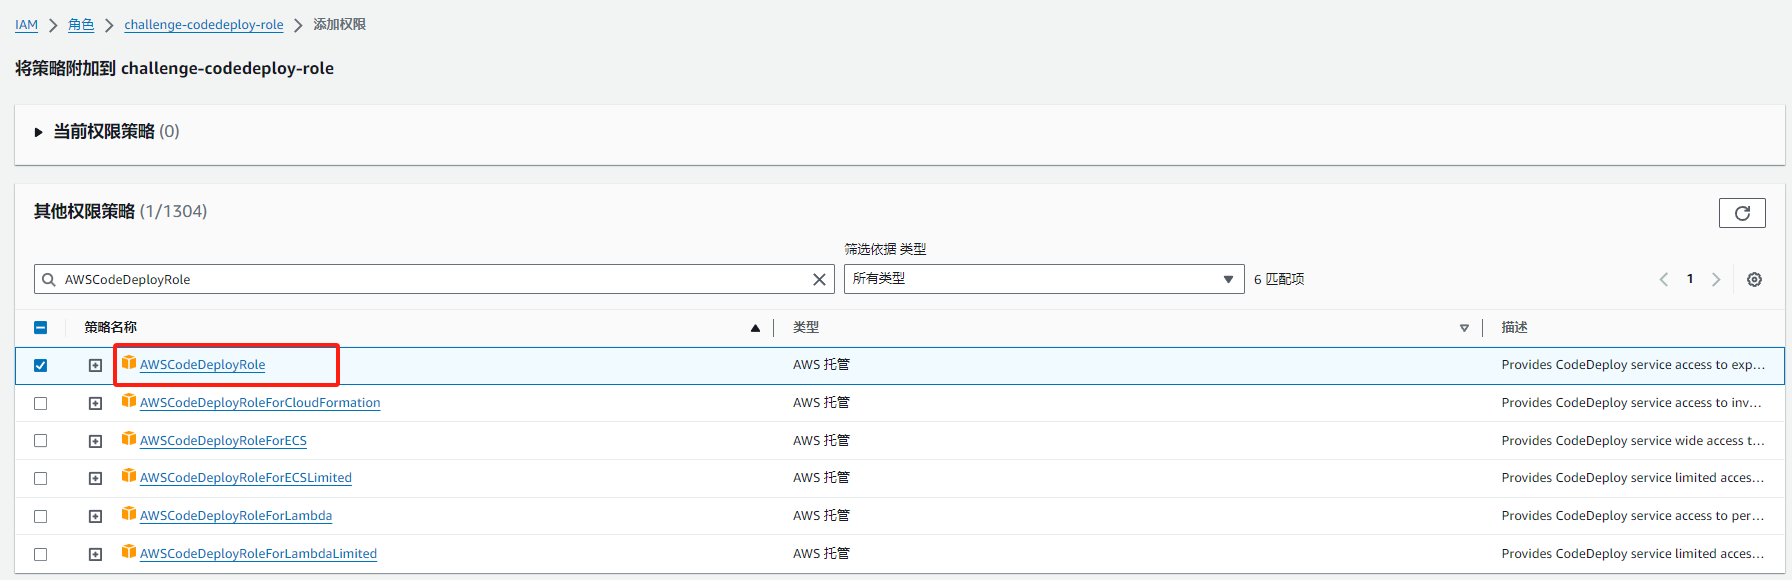 IAM > 角色 > challenge-codedeploy-role > 添加权限
将策略附加到 challenge-codedeploy-role
当前权限策略 (0)
其他权限策略 (1/1304)
筛选依据 类型
AWSCodeDeployRole 所有类型 6 匹配项 1
策略名称 类型 描述
AWSCodeDeployRole AWS 托管 Provides CodeDeploy service access to exp...
AWSCodeDeployRoleForCloudFormation AWS 托管 Provides CodeDeploy service access to inv...
AWSCodeDeployRoleForECS AWS 托管 Provides CodeDeploy service wide access t...
AWSCodeDeployRoleForECSLimited AWS 托管 Provides CodeDeploy service limited acces...
AWSCodeDeployRoleForLambda AWS 托管 Provides CodeDeploy service access to per...
AWSCodeDeployRoleForLambdaLimited AWS 托管 Provides CodeDeploy service limited acces...